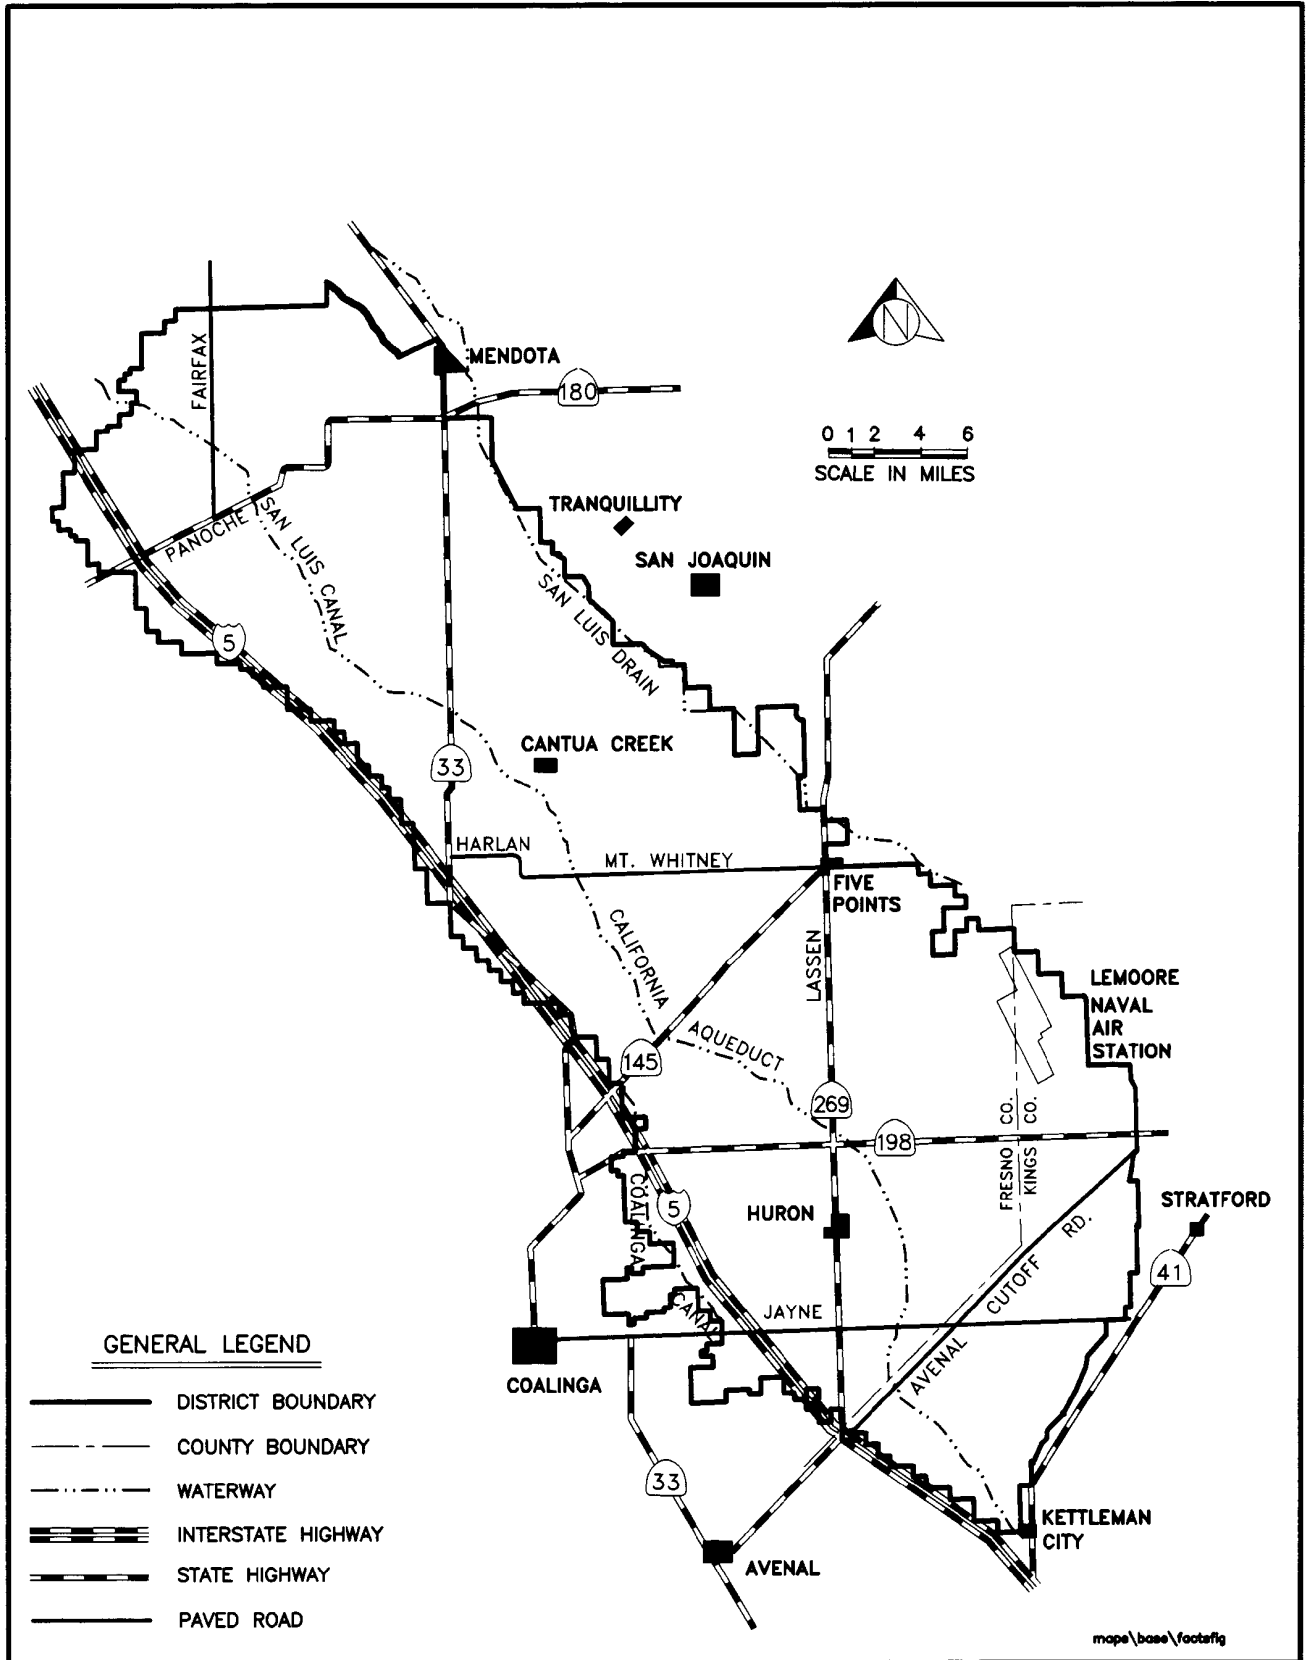 N
MENDOTA
FAIRFAX
180
0 1 2 4 6
SCALE IN MILES
TRANQUILLITY
PANOCHE
SAN LUIS CANAL
SAN JOAQUIN
SAN LUIS DRAIN
5
CANTUA CREEK
33
HARLAN
MT. WHITNEY
FIVE
POINTS
CALIFORNIA
AQUEDUCT
LASSEN
LEMOORE
NAVAL
AIR
STATION
145
269
198
FRESNO CO.
KINGS CO.
COALINGA
CANAL
5
HURON
STRATFORD
41
JAYNE
AVENAL CUTOFF RD.
COALINGA
33
AVENAL
KETTLEMAN
CITY
GENERAL LEGEND
DISTRICT BOUNDARY
COUNTY BOUNDARY
WATERWAY
INTERSTATE HIGHWAY
STATE HIGHWAY
PAVED ROAD
maps\base\factsfig